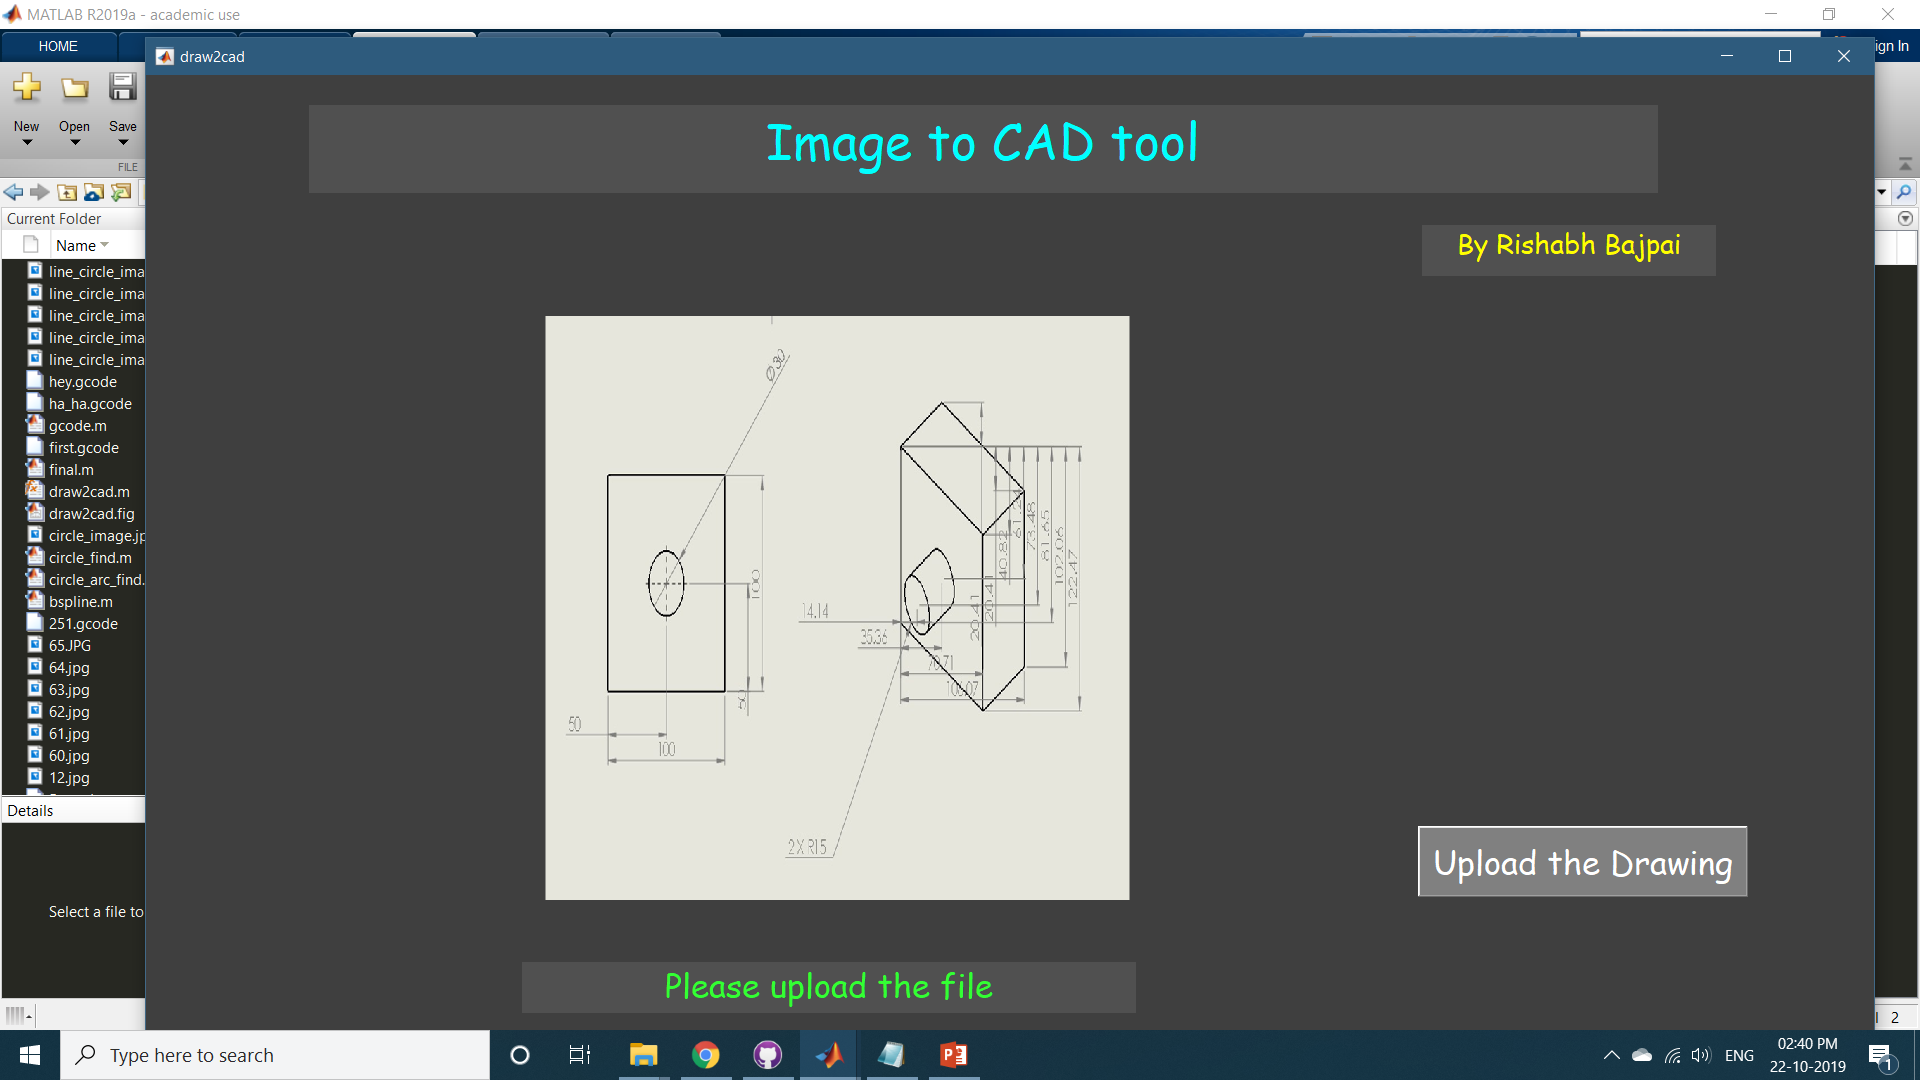 MATLAB R2019a - academic use
HOME
ign In
draw2cad
New
Open
Save
FILE
Image to CAD tool
By Rishabh Bajpai
Current Folder
Name
line_circle_ima
line_circle_ima
line_circle_ima
line_circle_ima
line_circle_ima
hey.gcode
ha_ha.gcode
gcode.m
first.gcode
final.m
draw2cad.m
draw2cad.fig
circle_image.jp
circle_find.m
circle_arc_find.
bspline.m
251.gcode
65.JPG
64.jpg
63.jpg
62.jpg
61.jpg
60.jpg
12.jpg
Details
Select a file to
Ø30
100
50
50
100
14.14
35.36
70.71
106.07
20.41
20.41
40.82
61.24
73.48
81.65
102.06
122.47
2X R15
Upload the Drawing
Please upload the file
2
Type here to search
ENG
02:40 PM
22-10-2019
1